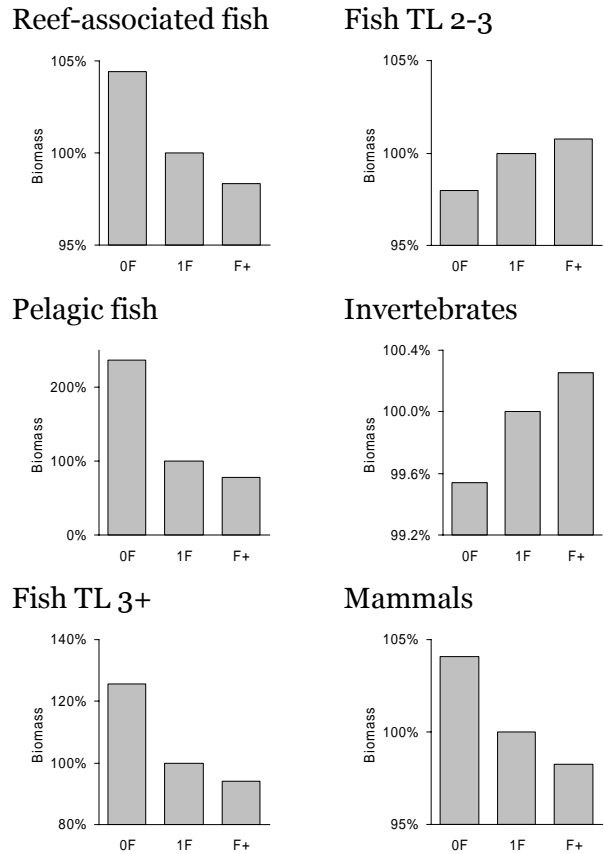 Reef-associated fish
105%
100%
95%
Biomass
0F 1F F+
Fish TL 2-3
105%
100%
95%
Biomass
0F 1F F+
Pelagic fish
200%
100%
0%
Biomass
0F 1F F+
Invertebrates
100.4%
100.0%
99.6%
99.2%
Biomass
0F 1F F+
Fish TL 3+
140%
120%
100%
80%
Biomass
0F 1F F+
Mammals
105%
100%
95%
Biomass
0F 1F F+